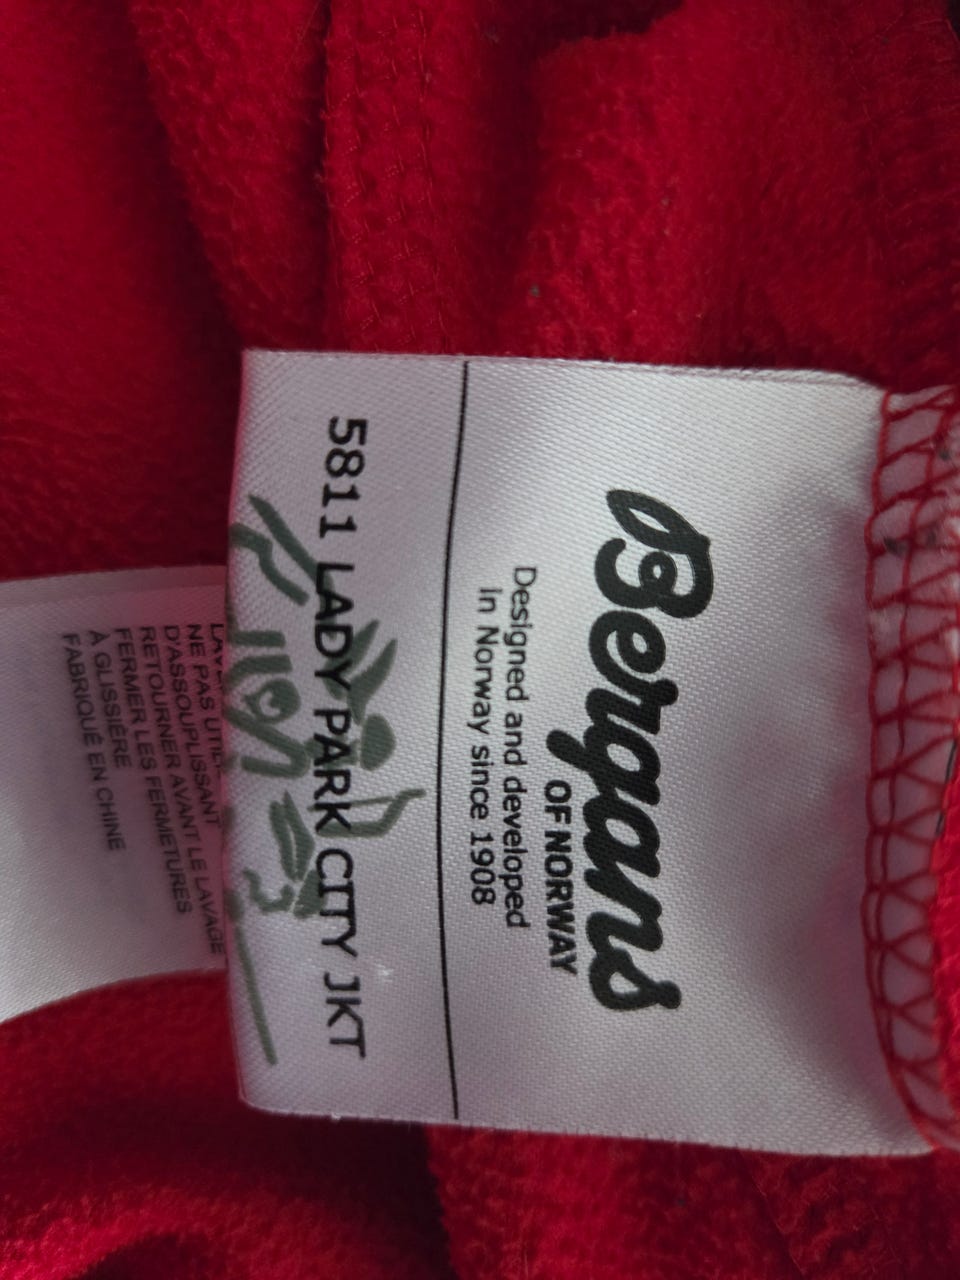 Bergans
OF NORWAY
Designed and developed
in Norway since 1908
5811 LADY PARK CITY JKT
NE PAS
D'ASSOUPLISSANT
RETOURNER AVANT LE LAVAGE
FERMER LES FERMETURES
À GLISSIÈRE
FABRIQUÉ EN CHINE